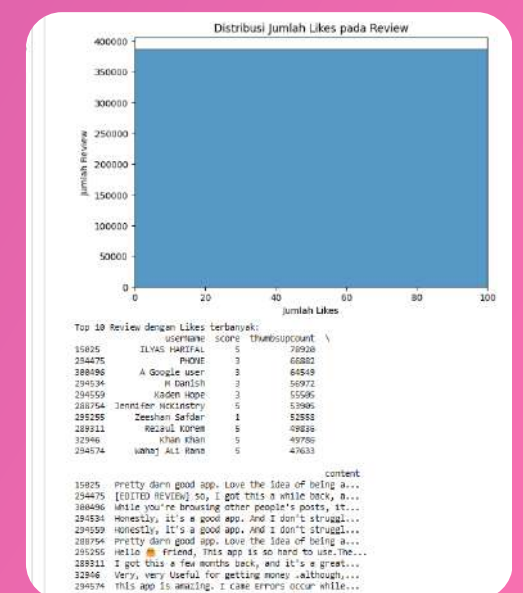 Distribusi Jumlah Likes pada Review
400000
350000
300000
250000
200000
150000
100000
50000
0
Jumlah Review
0 20 40 60 80 100
Jumlah Likes
Top 10 Review dengan Likes terbanyak:
userName score thumbsupcount \
15025 ILYAS HARIFAL 5 78920
294475 PHONE 3 66882
300496 A Google user 3 64549
294534 M Danish 3 56972
294559 Kaden Hope 3 55505
288754 Jennifer McKinstry 5 53905
295255 Zeeshan Safdar 1 52558
289311 Rezaul Korem 5 49836
32946 Khan Khan 5 49786
294574 Wahaj ALi Rana 5 47633
content
15025 Pretty darn good app. Love the idea of being a...
294475 [EDITED REVIEW] so, I got this a while back, a...
300496 While you're browsing other people's posts, it...
294534 Honestly, it's a good app. And I don't struggl...
294559 Honestly, it's a good app. And I don't struggl...
288754 Pretty darn good app. Love the idea of being a...
295255 Hello friend, This app is so hard to use.The...
289311 I got this a few months back, and it's a great...
32946 Very, very Useful for getting money .although,...
294574 This app is amazing. I came errors occur while...